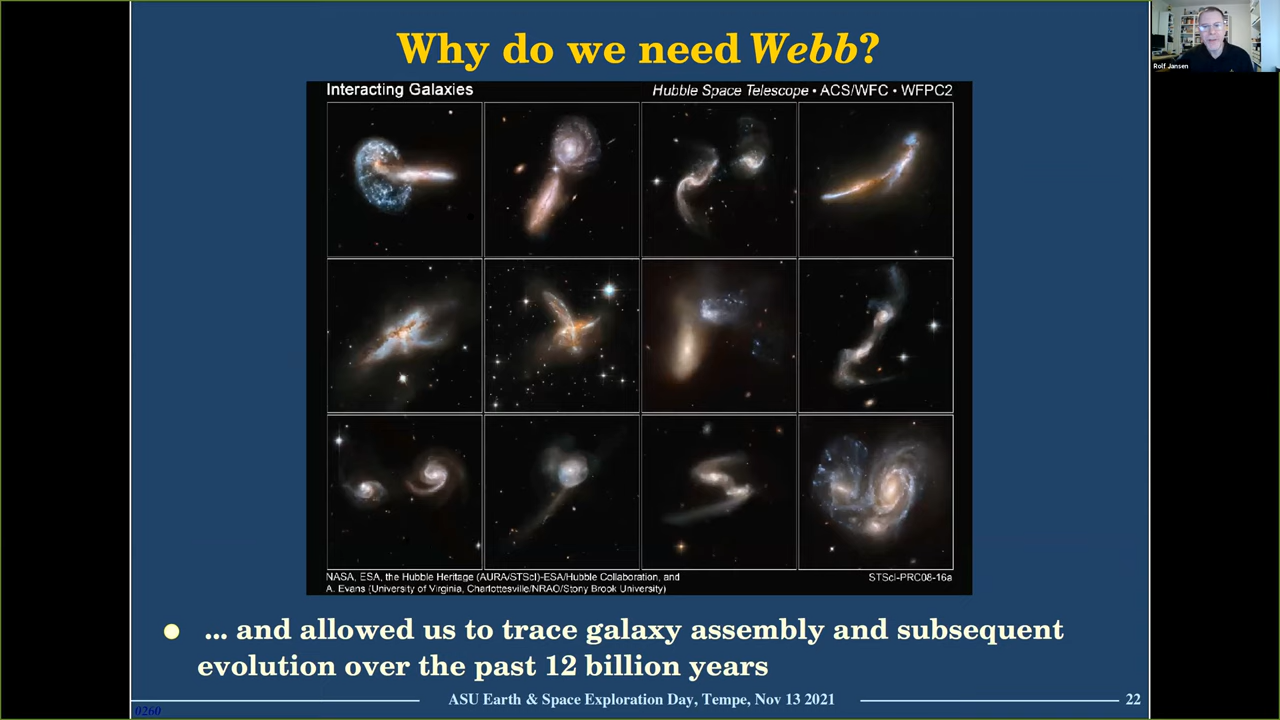 Why do we need Webb?
Rolf Jansen
Interacting Galaxies
Hubble Space Telescope • ACS/WFC • WFPC2
NASA, ESA, the Hubble Heritage (AURA/STScI)-ESA/Hubble Collaboration, and
A. Evans (University of Virginia, Charlottesville/NRAO/Stony Brook University)
STScI-PRC08-16a
... and allowed us to trace galaxy assembly and subsequent
evolution over the past 12 billion years
ASU Earth & Space Exploration Day, Tempe, Nov 13 2021
22
0260